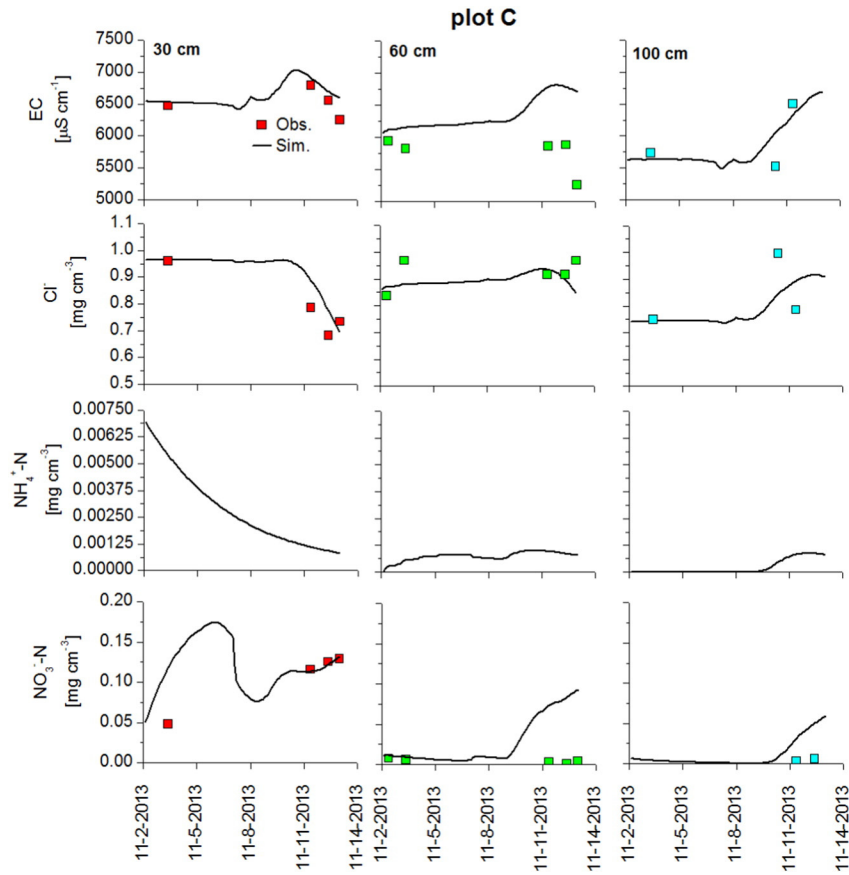 plot C
30 cm
60 cm
100 cm
EC
[µS cm⁻¹]
7500
7000
6500
6000
5500
5000
Obs.
Sim.
Cl⁻
[mg cm⁻³]
1.1
1.0
0.9
0.8
0.7
0.6
0.5
NH₄⁺-N
[mg cm⁻³]
0.00750
0.00625
0.00500
0.00375
0.00250
0.00125
0.00000
NO₃⁻-N
[mg cm⁻³]
0.20
0.15
0.10
0.05
0.00
11-2-2013
11-5-2013
11-8-2013
11-11-2013
11-14-2013
11-2-2013
11-5-2013
11-8-2013
11-11-2013
11-14-2013
11-2-2013
11-5-2013
11-8-2013
11-11-2013
11-14-2013